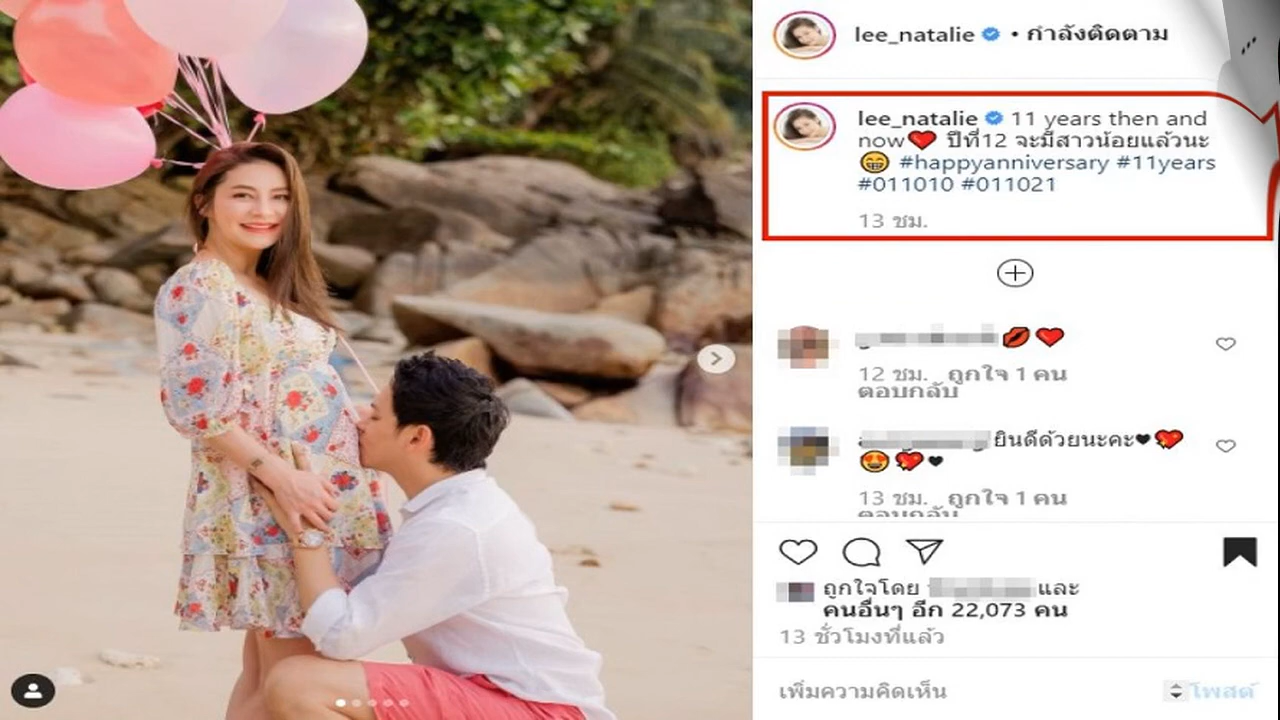 lee_natalie • กำลังติดตาม
lee_natalie 11 years then and
now❤️ ปีที่12 จะมีสาวน้อยแล้วนะ
😁 #happyanniversary #11years
#011010 #011021
13 ชม.
💋❤️
12 ชม. ถูกใจ 1 คน
ตอบกลับ
ยินดีด้วยนะคะ❤💘
😍💘❤
13 ชม. ถูกใจ 1 คน
ตอบกลับ
ถูกใจโดย และ
คนอื่นๆ อีก 22,073 คน
13 ชั่วโมงที่แล้ว
เพิ่มความคิดเห็น
โพสต์